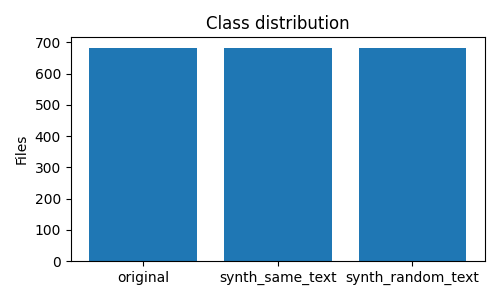 Class distribution
Files
700
600
500
400
300
200
100
0
original synth_same_text synth_random_text